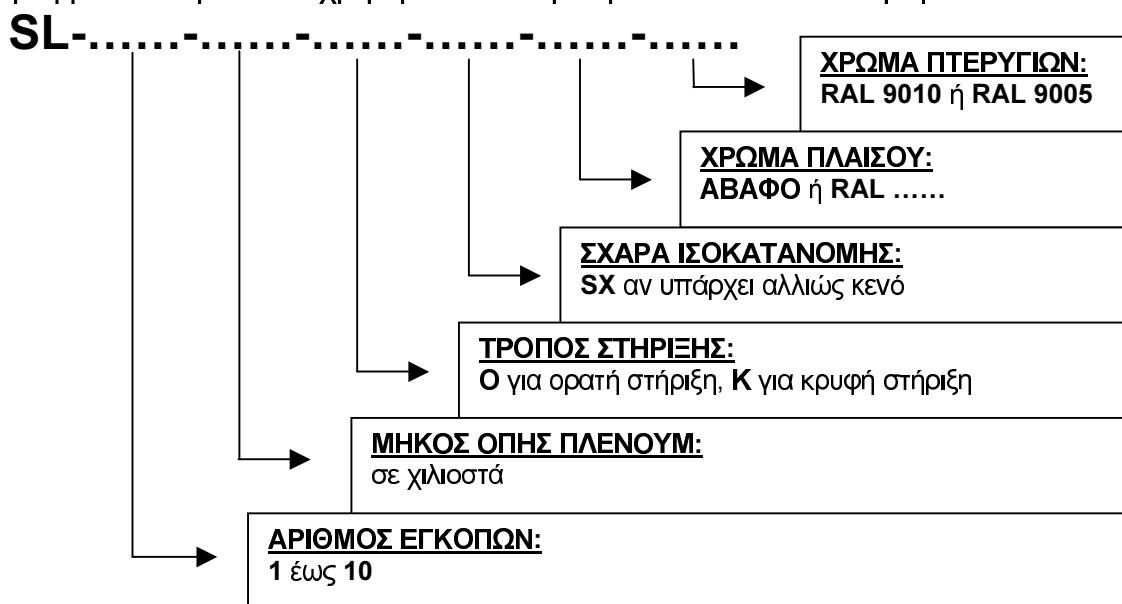 SL-......-......-......-......-......-......
ΧΡΩΜΑ ΠΤΕΡΥΓΙΩΝ:
RAL 9010 ή RAL 9005
ΧΡΩΜΑ ΠΛΑΙΣΟΥ:
ΑΒΑΦΟ ή RAL ......
ΣΧΑΡΑ ΙΣΟΚΑΤΑΝΟΜΗΣ:
SX αν υπάρχει αλλιώς κενό
ΤΡΟΠΟΣ ΣΤΗΡΙΞΗΣ:
Ο για ορατή στήριξη, Κ για κρυφή στήριξη
ΜΗΚΟΣ ΟΠΗΣ ΠΛΕΝΟΥΜ:
σε χιλιοστά
ΑΡΙΘΜΟΣ ΕΓΚΟΠΩΝ:
1 έως 10